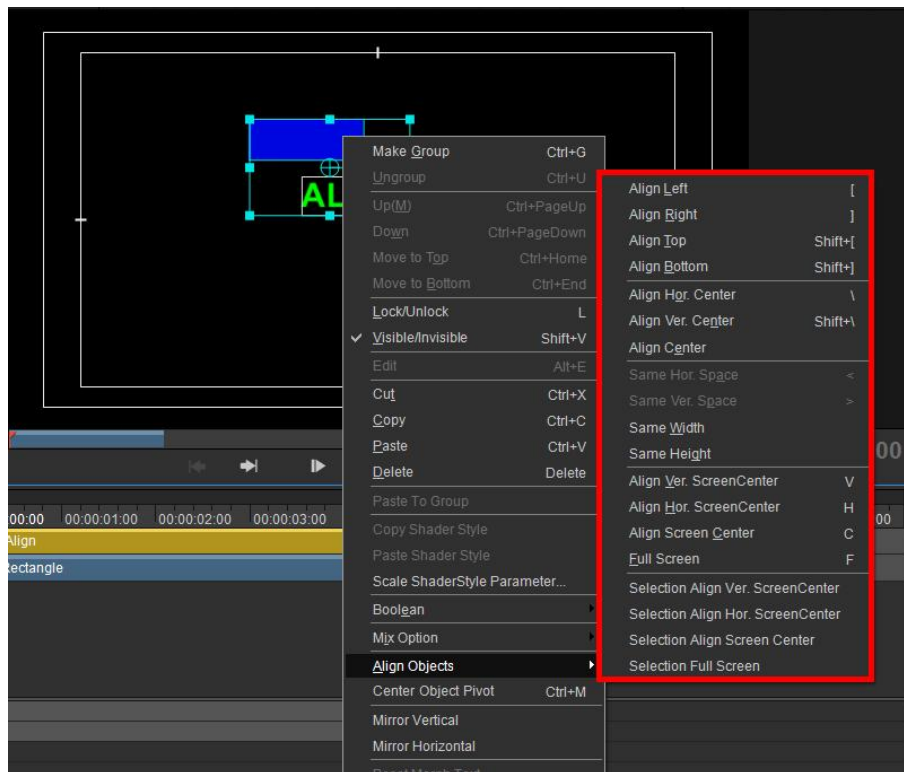 AL
Make Group Ctrl+G
Ungroup Ctrl+U
Up(M) Ctrl+PageUp
Down Ctrl+PageDown
Move to Top Ctrl+Home
Move to Bottom Ctrl+End
Lock/Unlock L
Visible/Invisible Shift+V
Edit Alt+E
Cut Ctrl+X
Copy Ctrl+C
Paste Ctrl+V
Delete Delete
Paste To Group
Copy Shader Style
Paste Shader Style
Scale ShaderStyle Parameter...
Boolean
Mix Option
Align Objects
Center Object Pivot Ctrl+M
Mirror Vertical
Mirror Horizontal
Reset Morph Text
Align Left [
Align Right ]
Align Top Shift+[
Align Bottom Shift+]
Align Hor. Center \
Align Ver. Center Shift+\
Align Center
Same Hor. Space <
Same Ver. Space >
Same Width
Same Height
Align Ver. ScreenCenter V
Align Hor. ScreenCenter H
Align Screen Center C
Full Screen F
Selection Align Ver. ScreenCenter
Selection Align Hor. ScreenCenter
Selection Align Screen Center
Selection Full Screen
00
:00:00 00:00:01:00 00:00:02:00 00:00:03:00 00
Align
Rectangle